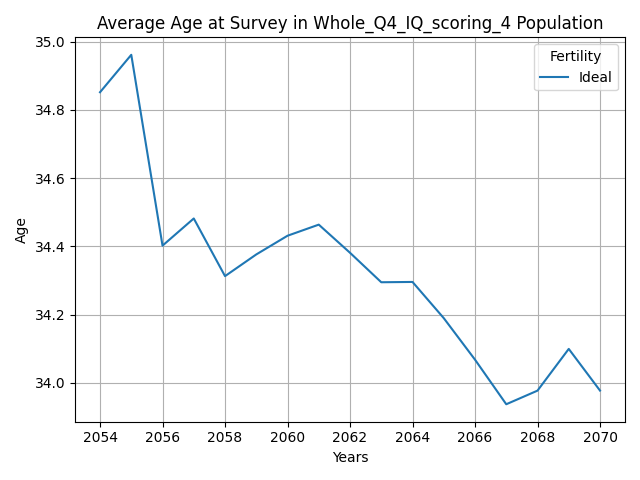 Average Age at Survey in Whole_Q4_IQ_scoring_4 Population
Fertility
Ideal
35.0
34.8
34.6
34.4
34.2
34.0
Age
2054 2056 2058 2060 2062 2064 2066 2068 2070
Years